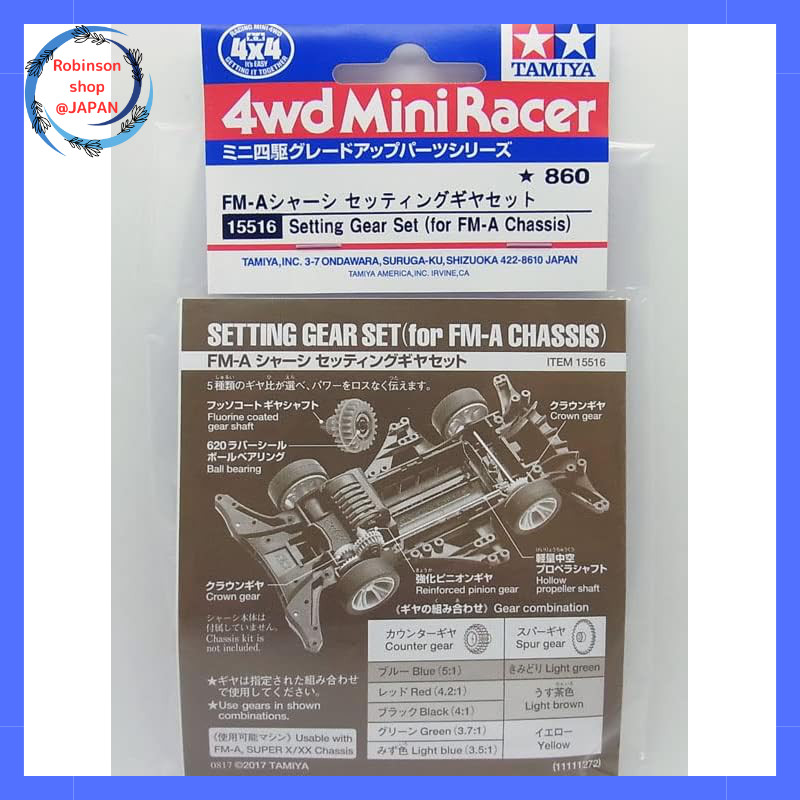 Robinson
shop
@JAPAN
RACING MINI 4WD
4x4
It's EASY
GETTING IT TOGETHER
TAMIYA
4wd Mini Racer
ミニ四駆グレードアップパーツシリーズ
★ 860
FM-Aシャーシ セッティングギヤセット
15516 Setting Gear Set (for FM-A Chassis)
TAMIYA,INC. 3-7 ONDAWARA,SURUGA-KU,SHIZUOKA 422-8610 JAPAN
TAMIYA AMERICA,INC. IRVINE,CA
SETTING GEAR SET(for FM-A CHASSIS)
FM-A シャーシ セッティングギヤセット
ITEM 15516
5種類のギヤ比が選べ、パワーをロスなく伝えます。
フッソコートギヤシャフト
Fluorine coated
gear shaft
620ラバーシール
ボールベアリング
Ball bearing
クラウンギヤ
Crown gear
クラウンギヤ
Crown gear
強化ピニオンギヤ
Reinforced pinion gear
軽量中空
プロペラシャフト
Hollow
propeller shaft
シャーシ本体は
付属していません。
Chassis kit is
not included.
★ギヤは指定された組み合わせ
で使用してください。
★Use gears in shown
combinations.
《使用可能マシン》Usable with
FM-A, SUPER X/XX Chassis
0817 ©2017 TAMIYA
《ギヤの組み合わせ》Gear combination
カウンターギヤ
Counter gear
スパーギヤ
Spur gear
ブルー Blue (5:1)
きみどり Light green
レッド Red (4.2:1)
うす茶色
Light brown
ブラック Black (4:1)
グリーン Green (3.7:1)
イエロー
Yellow
みず色 Light blue (3.5:1)
(11111272)